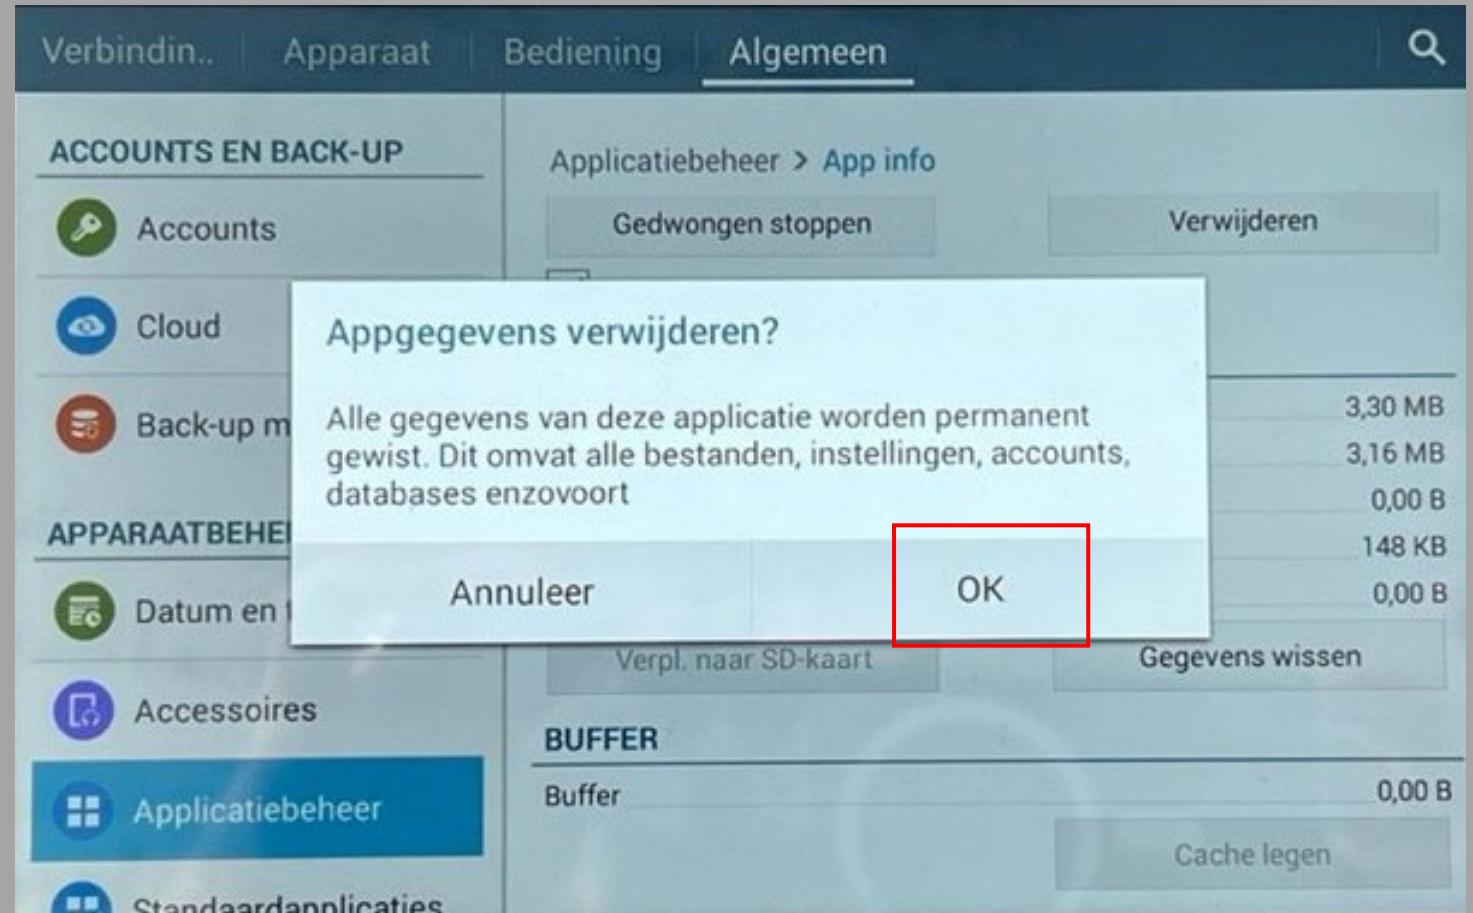 Verbindin..
Apparaat
Bediening
Algemeen
ACCOUNTS EN BACK-UP
Accounts
Cloud
Back-up m
APPARAATBEHEE
Datum en t
Accessoires
Applicatiebeheer
Standaardapplicaties
Applicatiebeheer > App info
Gedwongen stoppen
Verwijderen
Appgegevens verwijderen?
Alle gegevens van deze applicatie worden permanent
gewist. Dit omvat alle bestanden, instellingen, accounts,
databases enzovoort
Annuleer
OK
3,30 MB
3,16 MB
0,00 B
148 KB
0,00 B
Verpl. naar SD-kaart
Gegevens wissen
BUFFER
Buffer
0,00 B
Cache legen